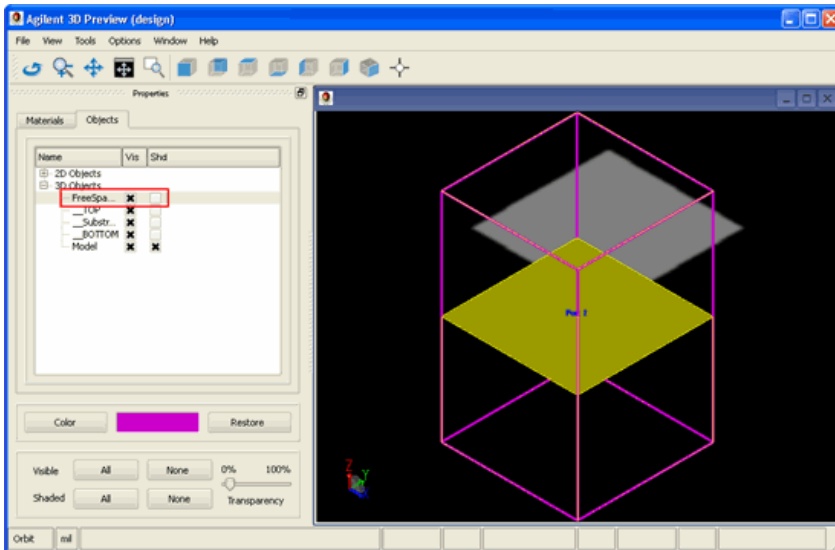 Agilent 3D Preview (design)
File View Tools Options Window Help
Properties
Materials Objects
Name Vis Shd
2D Objects
3D Objects
FreeSpa...
__TOP
__Substr...
__BOTTOM
Model
Color Restore
Visible All None 0% 100%
Shaded All None Transparency
Z
Y
Orbit mil